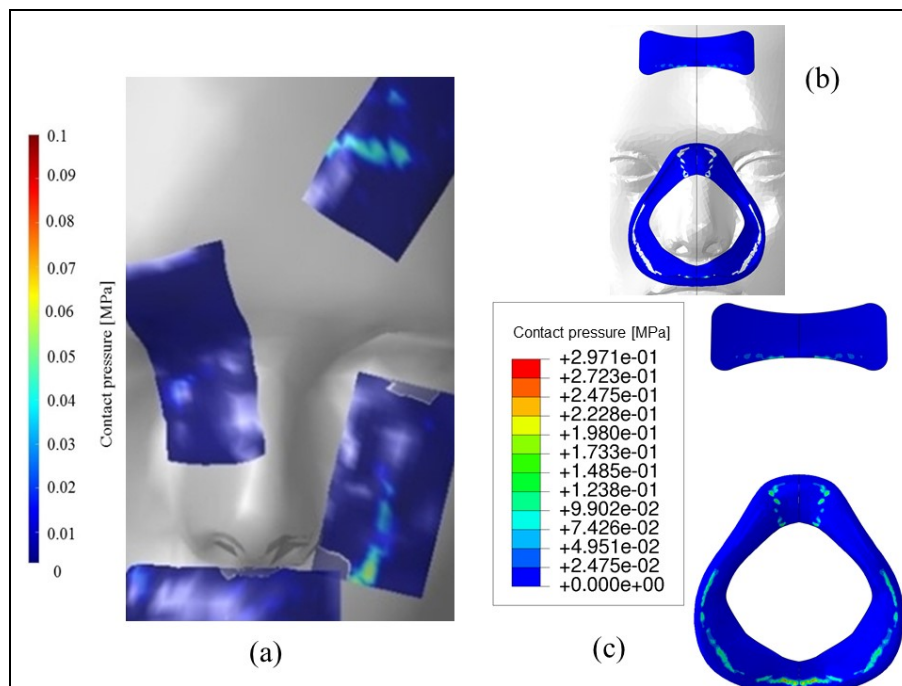 0.1
0.09
0.08
0.07
0.06
0.05
0.04
0.03
0.02
0.01
0
Contact pressure [MPa]
(a)
(b)
Contact pressure [MPa]
+2.971e-01
+2.723e-01
+2.475e-01
+2.228e-01
+1.980e-01
+1.733e-01
+1.485e-01
+1.238e-01
+9.902e-02
+7.426e-02
+4.951e-02
+2.475e-02
+0.000e+00
(c)